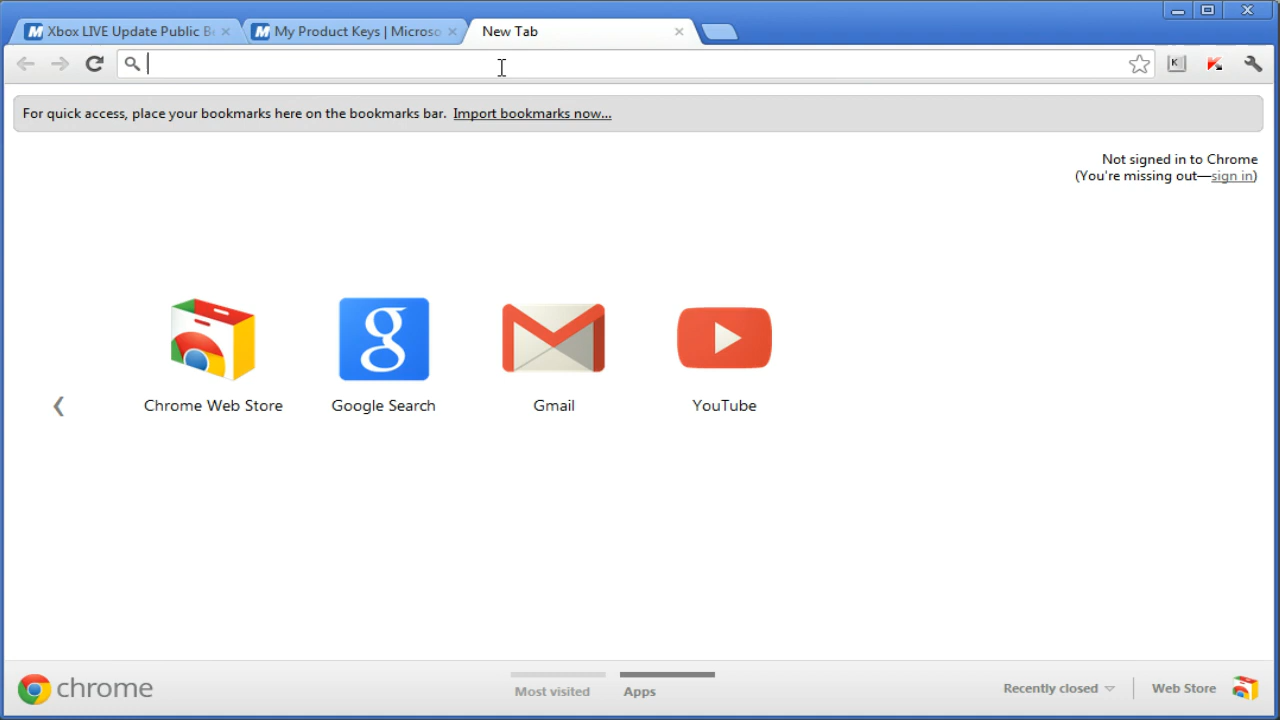 Xbox LIVE Update Public Be
My Product Keys | Microso
New Tab
For quick access, place your bookmarks here on the bookmarks bar. Import bookmarks now...
Not signed in to Chrome
(You're missing out—sign in)
Chrome Web Store
Google Search
Gmail
YouTube
chrome
Most visited
Apps
Recently closed
Web Store